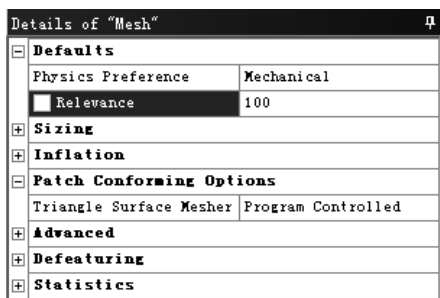 Details of "Mesh"
Defaults
Physics Preference Mechanical
Relevance 100
Sizing
Inflation
Patch Conforming Options
Triangle Surface Mesher Program Controlled
Advanced
Defeaturing
Statistics